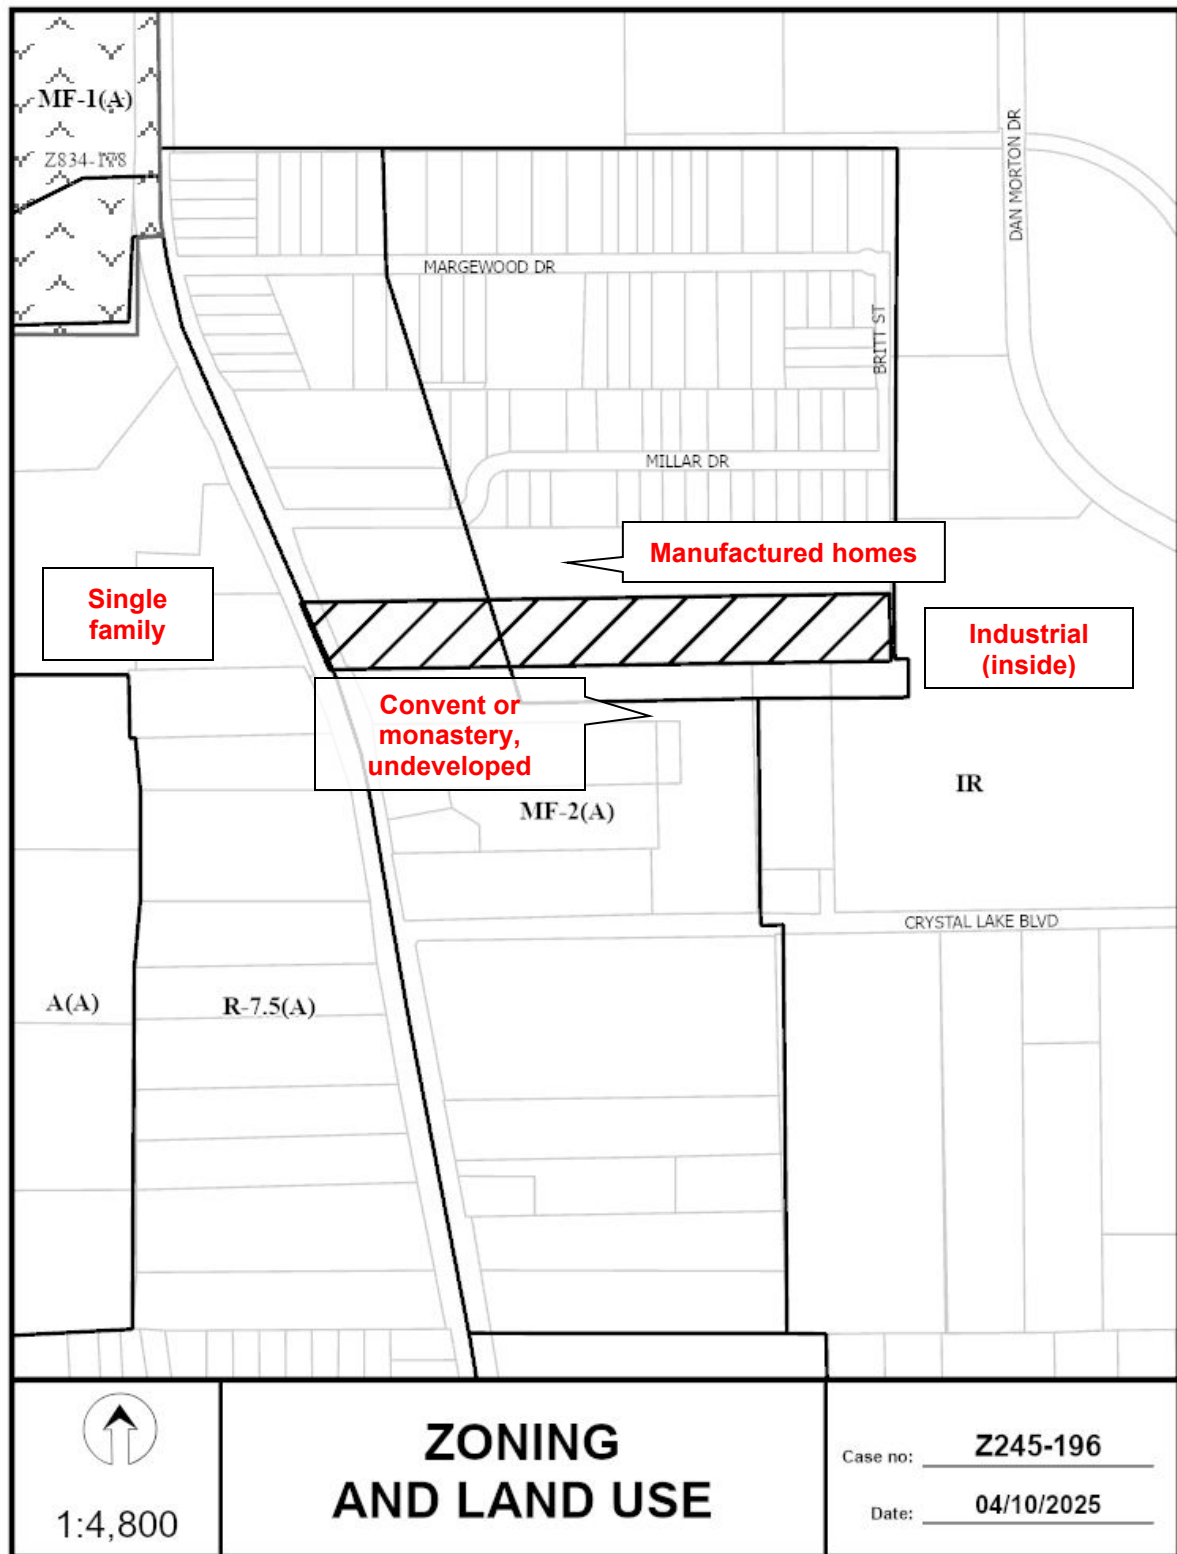 MF-1(A)
Z834-178
DAN MORTON DR
MARGEWOOD DR
BRITT ST
MILLAR DR
Manufactured homes
Single
family
Industrial
(inside)
Convent or
monastery,
undeveloped
IR
MF-2(A)
CRYSTAL LAKE BLVD
A(A)
R-7.5(A)
1:4,800
ZONING
AND LAND USE
Case no: Z245-196
Date: 04/10/2025